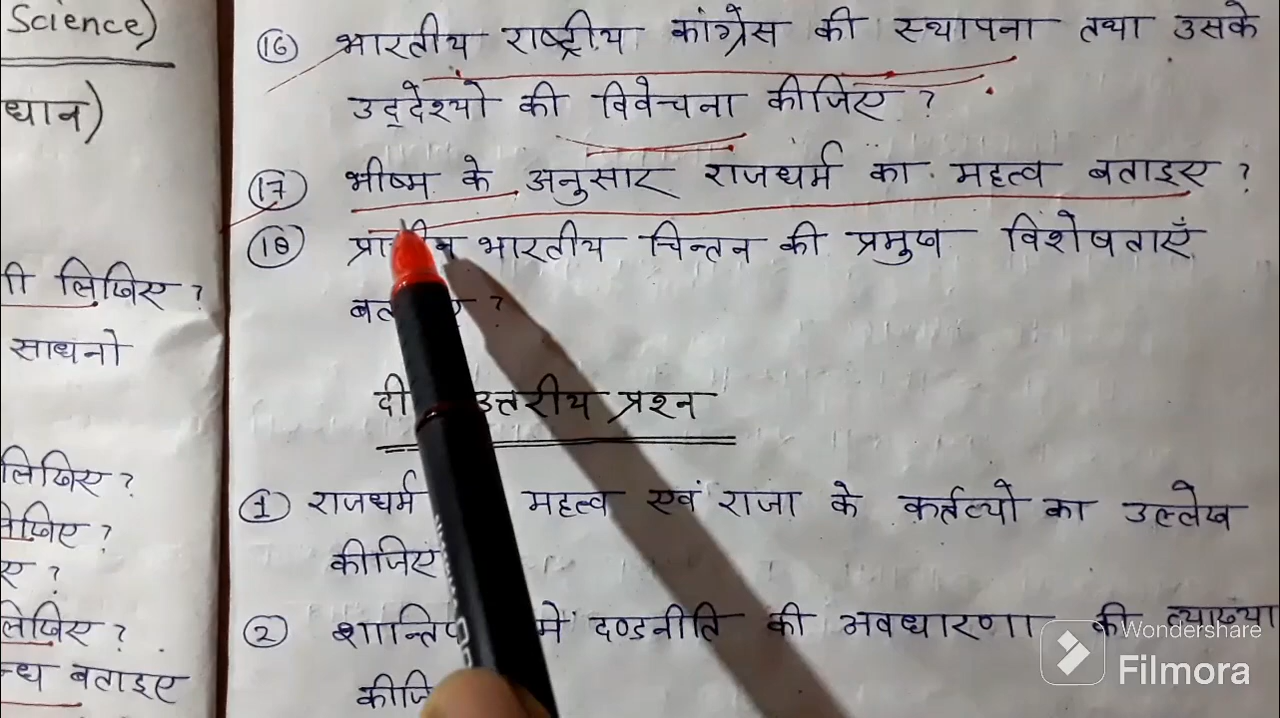 Science)
धान)
लिखिए ?
साधनो
लिखिए ?
ए ?
लिखिए ?
न्ध बताइए
(16) भारतीय राष्ट्रीय कांग्रेस की स्थापना तथा उसके
उद्देश्यो की विवेचना कीजिए ?
(17) भीष्म के अनुसार राजधर्म का महत्व बताइए ?
(18) भारतीय चिन्तन की प्रमुख विशेषताएँ
?
उत्तरीय प्रश्न
(1) राजधर्म महत्व एवं राजा के कर्तव्यो का उल्लेख
कीजिए
(2) में दण्डनीति की अवधारणा की व्याख्या
Wondershare
Filmora